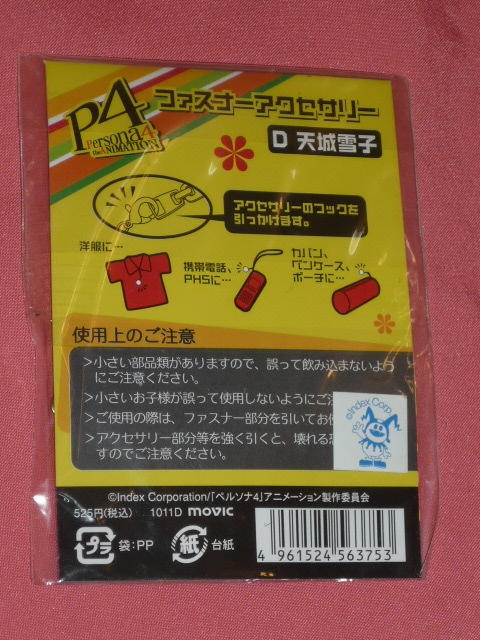 P4
Persona4
the ANIMATION
ファスナーアクセサリー
D 天城雪子
アクセサリーのフックを
引っかけます。
洋服に…
携帯電話、
PHSに…
カバン、
ペンケース、
ポーチに…
使用上のご注意
>小さい部品類がありますので、誤って飲み込まないよう
にご注意ください。
>小さいお子様が誤って使用しないようにご注
>ご使用の際は、ファスナー部分を引いてお使
>アクセサリー部分等を強く引くと、壊れる恐
すのでご注意ください。
©Index Corp
©Index Corporation/「ペルソナ4」アニメーション製作委員会
525円(税込) 1011D movic
プラ 袋:PP 紙 台紙
4 961524 563753